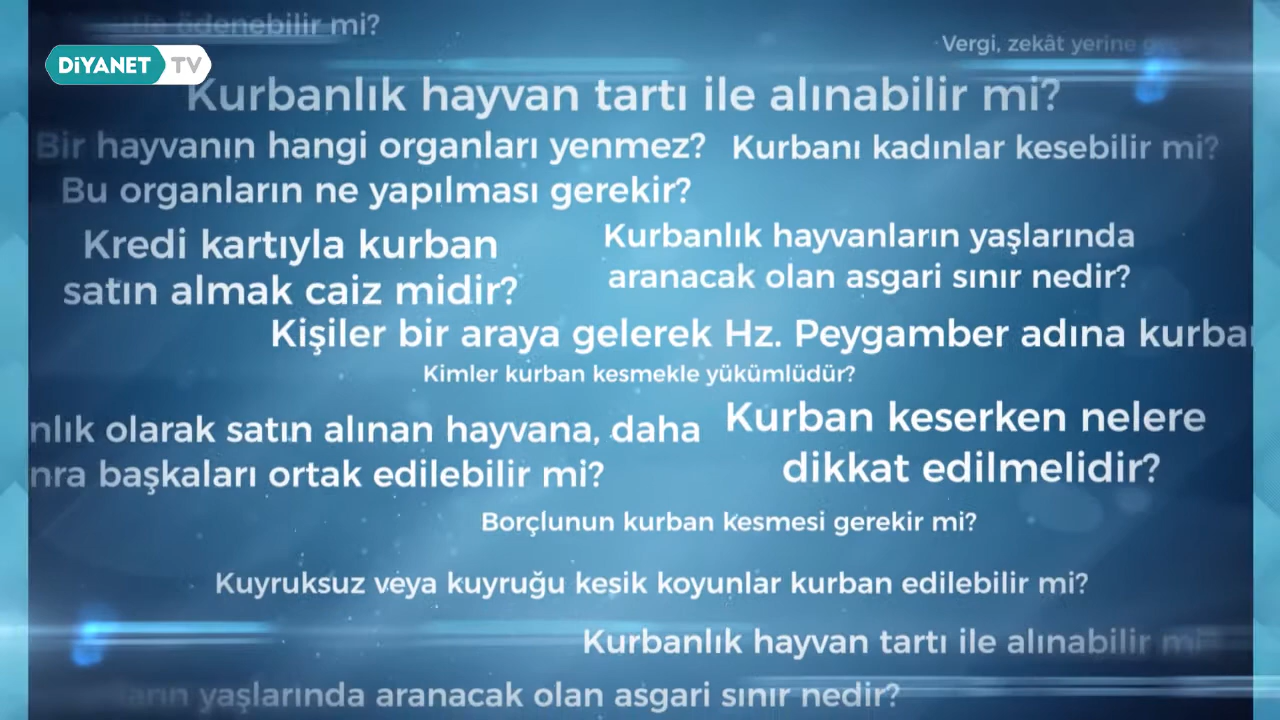 ödenebilir mi?
Vergi, zekât yerine
DİYANET TV
Kurbanlık hayvan tartı ile alınabilir mi?
Bir hayvanın hangi organları yenmez?
Bu organların ne yapılması gerekir?
Kurbanı kadınlar kesebilir mi?
Kredi kartıyla kurban
satın almak caiz midir?
Kurbanlık hayvanların yaşlarında
aranacak olan asgari sınır nedir?
Kişiler bir araya gelerek Hz. Peygamber adına kurba
Kimler kurban kesmekle yükümlüdür?
nlık olarak satın alınan hayvana, daha
nra başkaları ortak edilebilir mi?
Kurban keserken nelere
dikkat edilmelidir?
Borçlunun kurban kesmesi gerekir mi?
Kuyruksuz veya kuyruğu kesik koyunlar kurban edilebilir mi?
Kurbanlık hayvan tartı ile alınabilir mi
yaşlarında aranacak olan asgari sınır nedir?